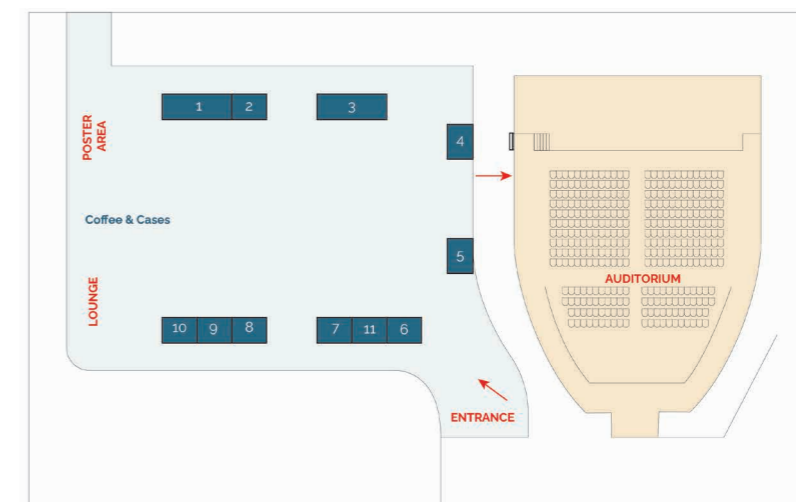 1 2 3
4
POSTER
AREA
Coffee & Cases
5
AUDITORIUM
LOUNGE
10 9 8 7 11 6
ENTRANCE